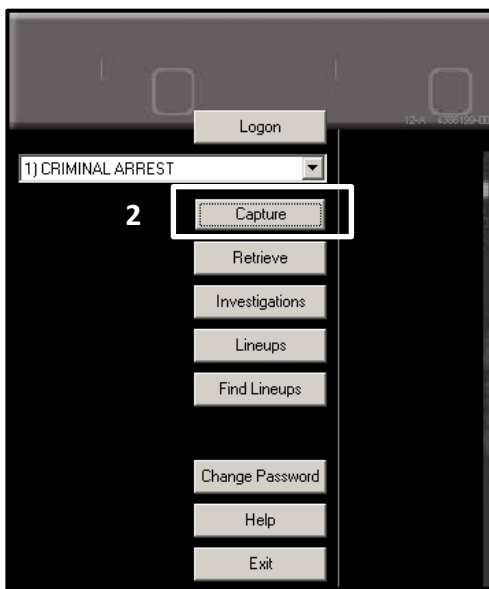 Logon
1) CRIMINAL ARREST
2
Capture
Retrieve
Investigations
Lineups
Find Lineups
Change Password
Help
Exit